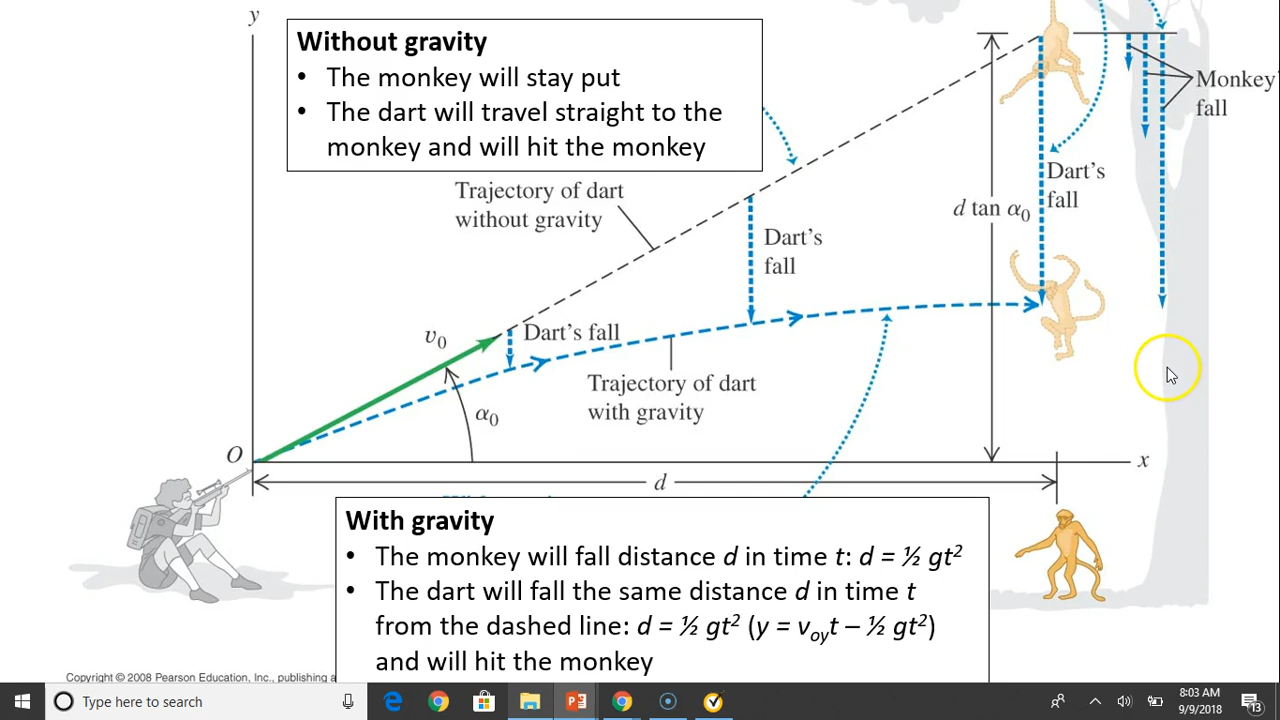 y
Without gravity
• The monkey will stay put
• The dart will travel straight to the
monkey and will hit the monkey
Monkey
fall
Trajectory of dart
without gravity
Dart's
fall
d tan α₀
Dart's
fall
v₀
Dart's fall
Trajectory of dart
with gravity
α₀
O
x
d
With gravity
• The monkey will fall distance d in time t: d = ½ gt²
• The dart will fall the same distance d in time t
from the dashed line: d = ½ gt² (y = v_oy t – ½ gt²)
and will hit the monkey
Copyright © 2008 Pearson Education, Inc., publishing a
Type here to search
8:03 AM
9/9/2018
13